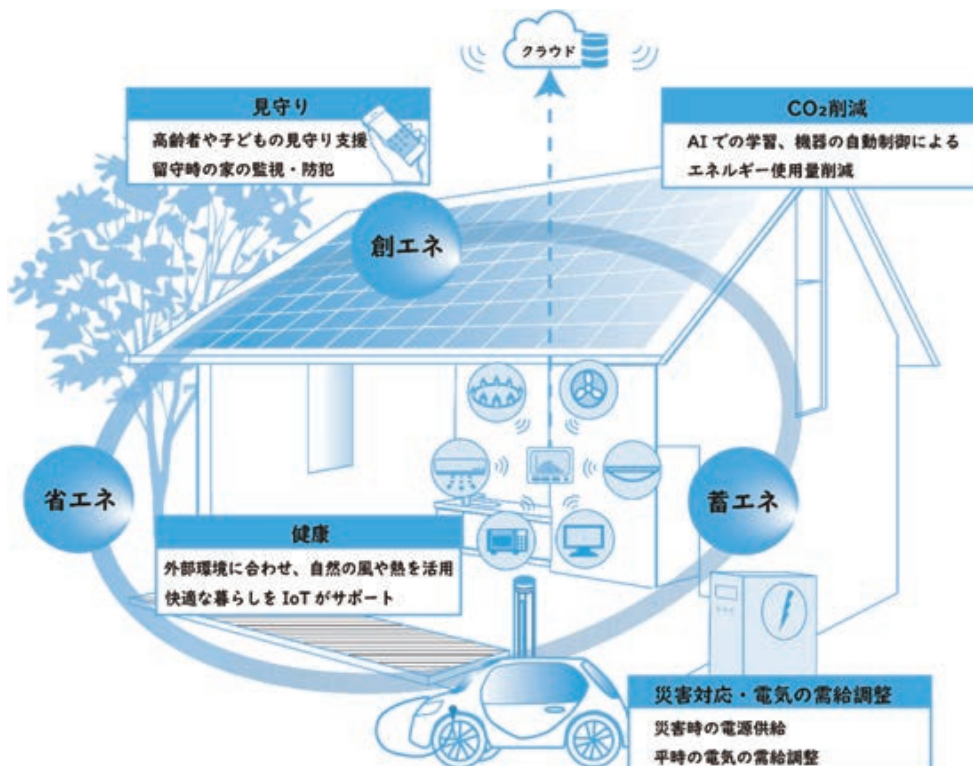 クラウド
見守り
高齢者や子どもの見守り支援
留守時の家の監視・防犯
CO₂削減
AIでの学習、機器の自動制御による
エネルギー使用量削減
創エネ
省エネ
蓄エネ
健康
外部環境に合わせ、自然の風や熱を活用
快適な暮らしをIoTがサポート
災害対応・電気の需給調整
災害時の電源供給
平時の電気の需給調整